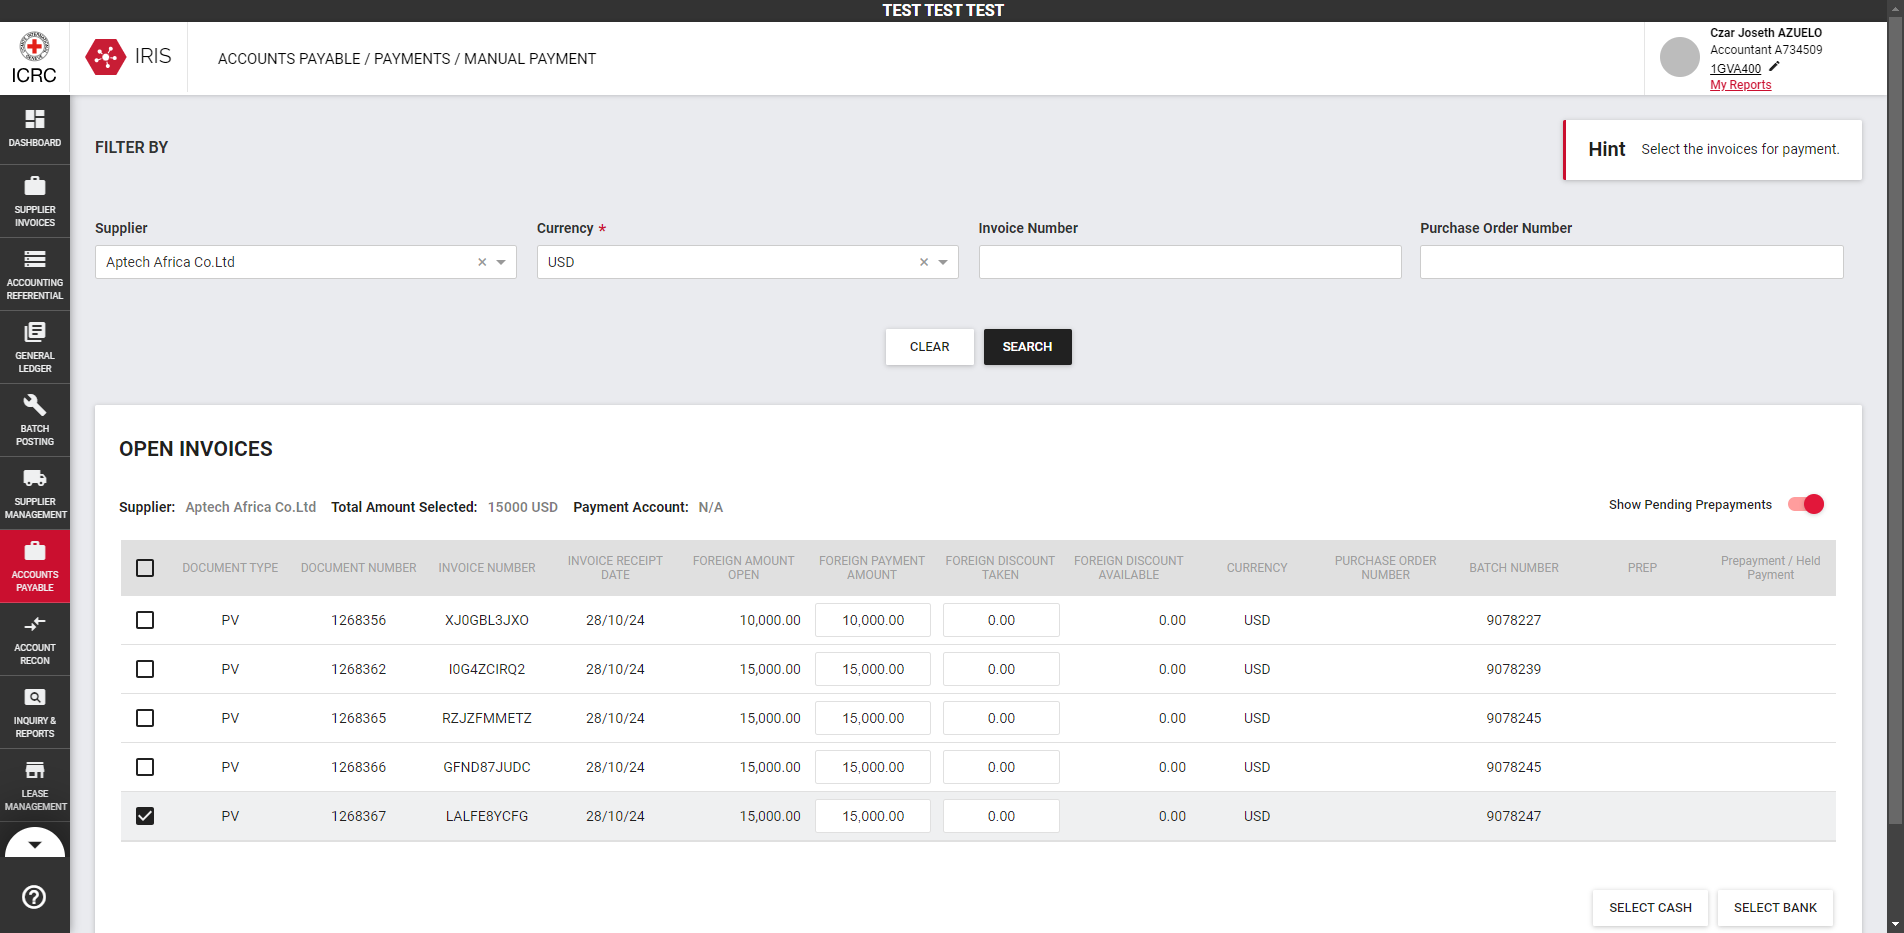 TEST TEST TEST
ICRC
IRIS
ACCOUNTS PAYABLE / PAYMENTS / MANUAL PAYMENT
Czar Joseth AZUELO
Accountant A734509
1GVA400
My Reports
DASHBOARD
SUPPLIER
INVOICES
ACCOUNTING
REFERENTIAL
GENERAL
LEDGER
BATCH
POSTING
SUPPLIER
MANAGEMENT
ACCOUNTS
PAYABLE
ACCOUNT
RECON
INQUIRY &
REPORTS
LEASE
MANAGEMENT
FILTER BY
Hint Select the invoices for payment.
Supplier Currency * Invoice Number Purchase Order Number
Aptech Africa Co.Ltd × USD ×
CLEAR SEARCH
OPEN INVOICES
Supplier: Aptech Africa Co.Ltd Total Amount Selected: 15000 USD Payment Account: N/A Show Pending Prepayments
DOCUMENT TYPE DOCUMENT NUMBER INVOICE NUMBER INVOICE RECEIPT DATE FOREIGN AMOUNT OPEN FOREIGN PAYMENT AMOUNT FOREIGN DISCOUNT TAKEN FOREIGN DISCOUNT AVAILABLE CURRENCY PURCHASE ORDER NUMBER BATCH NUMBER PREP Prepayment / Held Payment
PV 1268356 XJ0GBL3JXO 28/10/24 10,000.00 10,000.00 0.00 0.00 USD 9078227
PV 1268362 I0G4ZCIRQ2 28/10/24 15,000.00 15,000.00 0.00 0.00 USD 9078239
PV 1268365 RZJZFMMETZ 28/10/24 15,000.00 15,000.00 0.00 0.00 USD 9078245
PV 1268366 GFND87JUDC 28/10/24 15,000.00 15,000.00 0.00 0.00 USD 9078245
PV 1268367 LALFE8YCFG 28/10/24 15,000.00 15,000.00 0.00 0.00 USD 9078247
SELECT CASH SELECT BANK